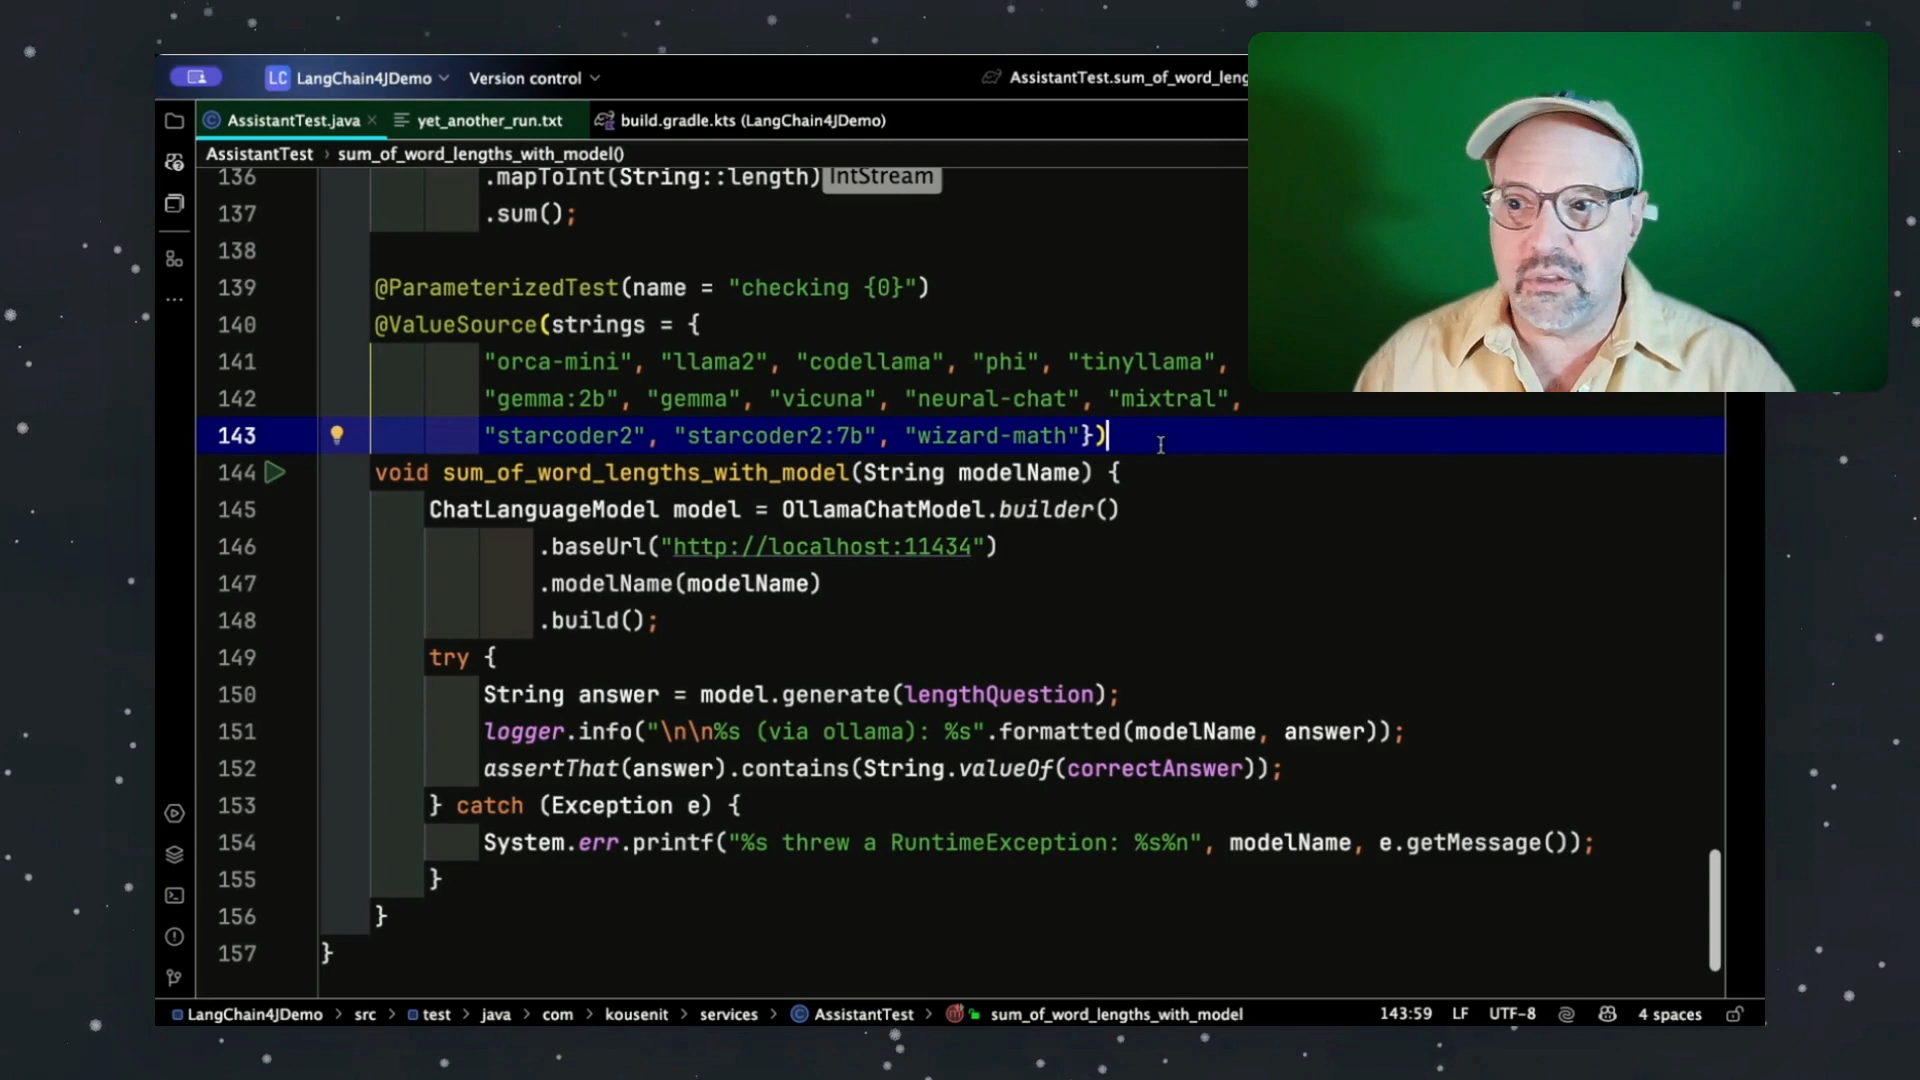 LC LangChain4JDemo Version control AssistantTest.sum_of_word_leng
AssistantTest.java yet_another_run.txt build.gradle.kts (LangChain4JDemo)
AssistantTest › sum_of_word_lengths_with_model()
136 .mapToInt(String::length) IntStream
137 .sum();
138
139 @ParameterizedTest(name = "checking {0}")
140 @ValueSource(strings = {
141 "orca-mini", "llama2", "codellama", "phi", "tinyllama",
142 "gemma:2b", "gemma", "vicuna", "neural-chat", "mixtral",
143 "starcoder2", "starcoder2:7b", "wizard-math"})
144 void sum_of_word_lengths_with_model(String modelName) {
145 ChatLanguageModel model = OllamaChatModel.builder()
146 .baseUrl("http://localhost:11434")
147 .modelName(modelName)
148 .build();
149 try {
150 String answer = model.generate(lengthQuestion);
151 logger.info("\n\n%s (via ollama): %s".formatted(modelName, answer));
152 assertThat(answer).contains(String.valueOf(correctAnswer));
153 } catch (Exception e) {
154 System.err.printf("%s threw a RuntimeException: %s%n", modelName, e.getMessage());
155 }
156 }
157 }
LangChain4JDemo › src › test › java › com › kousenit › services › AssistantTest › sum_of_word_lengths_with_model 143:59 LF UTF-8 4 spaces